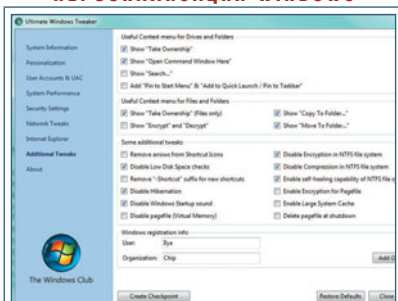 Ultimate Windows Tweaker
System Information
Personalization
User Accounts & UAC
System Performance
Security Settings
Network Tweaks
Internet Explorer
Additional Tweaks
About
The Windows Club
Useful Context menu for Drives and Folders
Show "Take Ownership"
Show "Open Command Window Here"
Show "Search..."
Add "Pin to Start Menu" & "Add to Quick Launch / Pin to Taskbar"
Useful Context menu for Files and Folders
Show "Take Ownership" (Files only)
Show "Copy To Folder..."
Show "Encrypt" and "Decrypt"
Show "Move To Folder..."
Some additional tweaks
Remove arrows from Shortcut Icons
Disable Encryption in NTFS file system
Disable Low Disk Space checks
Disable Compression in NTFS file system
Remove "-Shortcut" suffix for new shortcuts
Enable self-healing capability of NTFS file s
Disable Hibernation
Enable Encryption for Pagefile
Disable Windows Startup sound
Enable Large System Cache
Disable pagefile (Virtual Memory)
Delete pagefile at shutdown
Windows registration info
User: Ilya
Organization: Chip
Add O
Create Checkpoint
Restore Defaults
Close